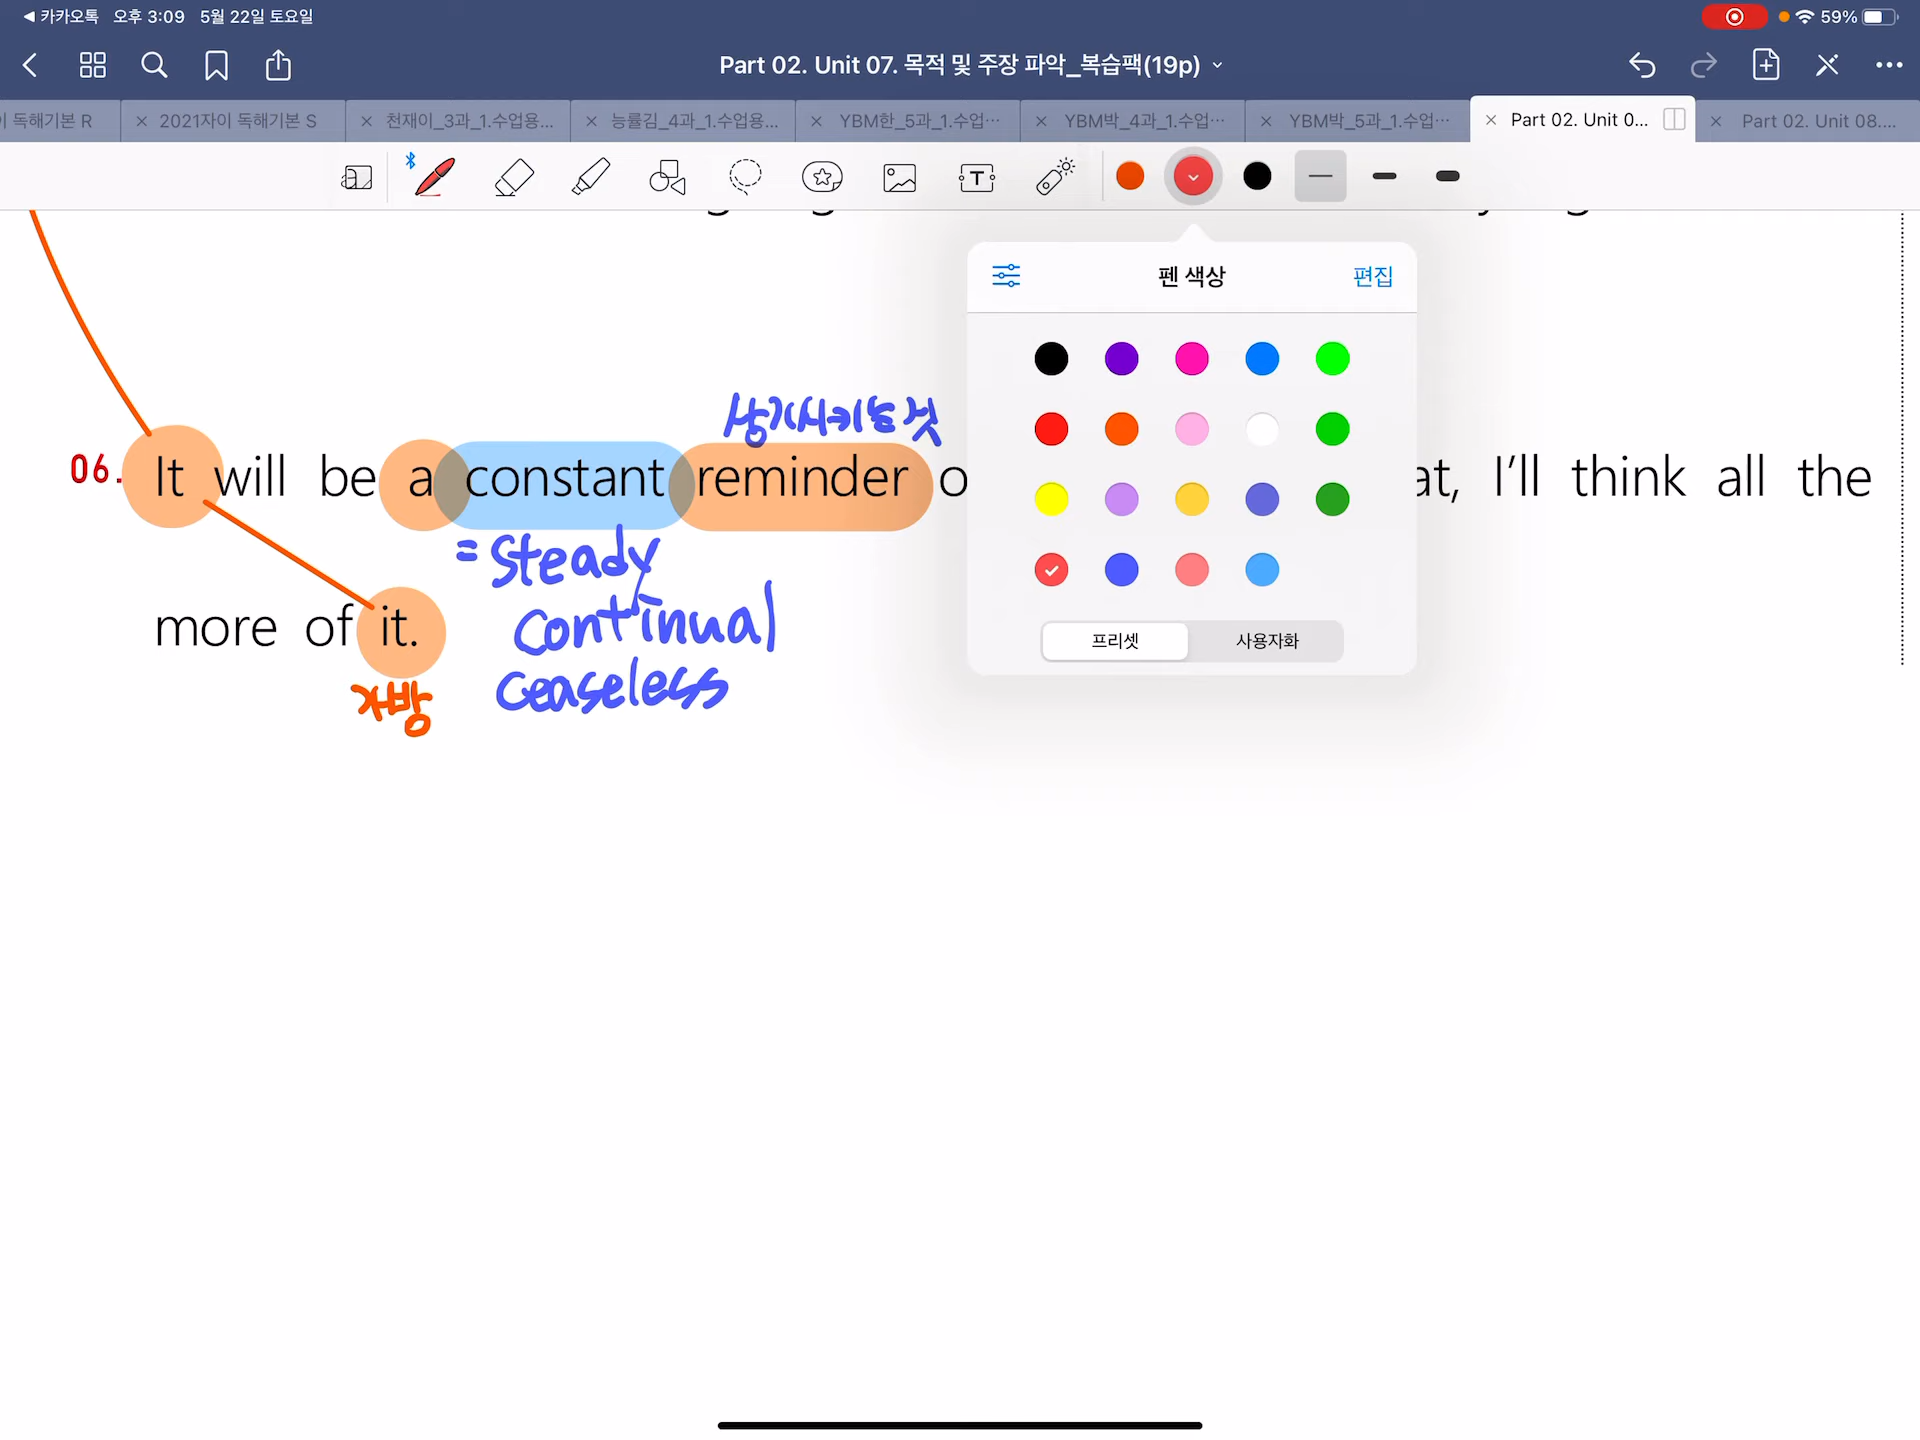 카카오톡 오후 3:09 5월 22일 토요일
59%
Part 02. Unit 07. 목적 및 주장 파악_복습팩(19p)
독해기본 R
2021자이 독해기본 S
천재이_3과_1.수업용...
능률김_4과_1.수업용...
YBM한_5과_1.수업...
YBM박_4과_1.수업...
YBM박_5과_1.수업...
Part 02. Unit 0...
Part 02. Unit 08....
펜 색상
편집
상기시키는 것
06. It will be a constant reminder o at, I'll think all the
= steady
more of it.
continual
가방
ceaseless
프리셋
사용자화